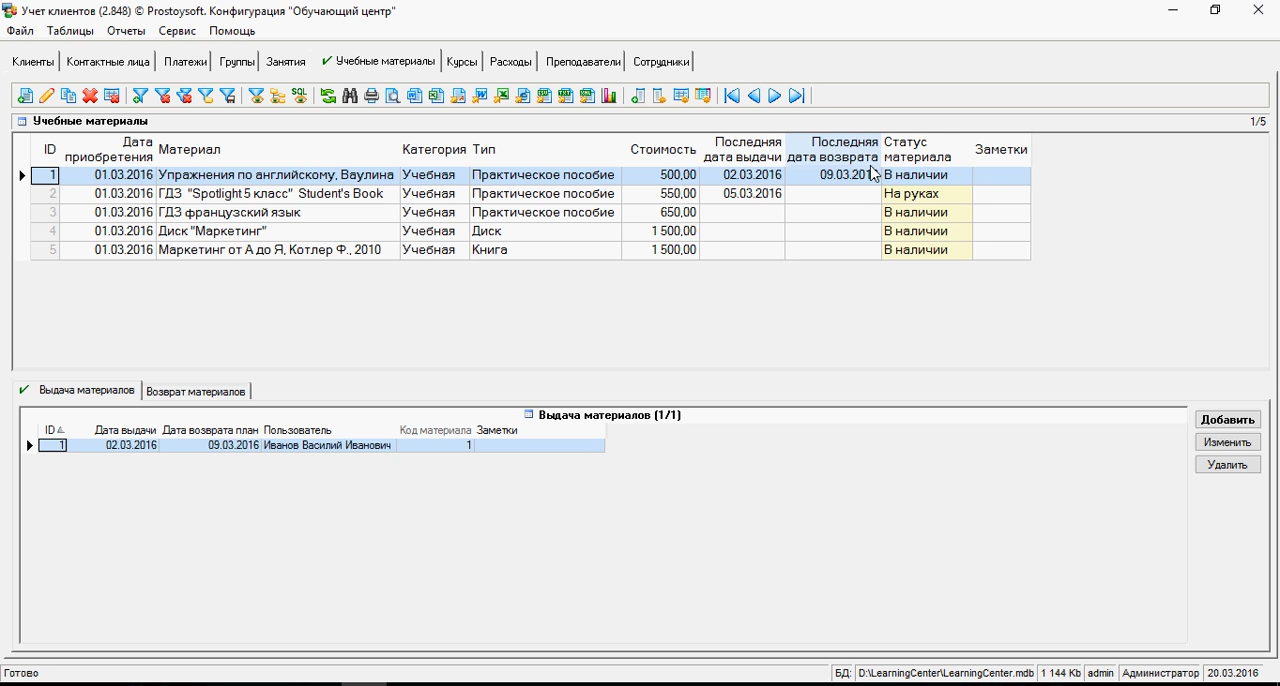 Учет клиентов (2.848) © Prostoysoft. Конфигурация "Обучающий центр"
Файл Таблицы Отчеты Сервис Помощь
Клиенты Контактные лица Платежи Группы Занятия Учебные материалы Курсы Расходы Преподаватели Сотрудники
SQL
Учебные материалы 1/5
ID Дата приобретения Материал Категория Тип Стоимость Последняя дата выдачи Последняя дата возврата Статус материала Заметки
1 01.03.2016 Упражнения по английскому, Ваулина Учебная Практическое пособие 500,00 02.03.2016 09.03.201 В наличии
2 01.03.2016 ГДЗ "Spotlight 5 класс" Student's Book Учебная Практическое пособие 550,00 05.03.2016 На руках
3 01.03.2016 ГДЗ французский язык Учебная Практическое пособие 650,00 В наличии
4 01.03.2016 Диск "Маркетинг" Учебная Диск 1 500,00 В наличии
5 01.03.2016 Маркетинг от А до Я, Котлер Ф., 2010 Учебная Книга 1 500,00 В наличии
Выдача материалов Возврат материалов
Выдача материалов (1/1)
ID Дата выдачи Дата возврата план Пользователь Код материала Заметки
1 02.03.2016 09.03.2016 Иванов Василий Иванович 1
Добавить
Изменить
Удалить
Готово БД: D:\LearningCenter\LearningCenter.mdb 1 144 Kb admin Администратор 20.03.2016